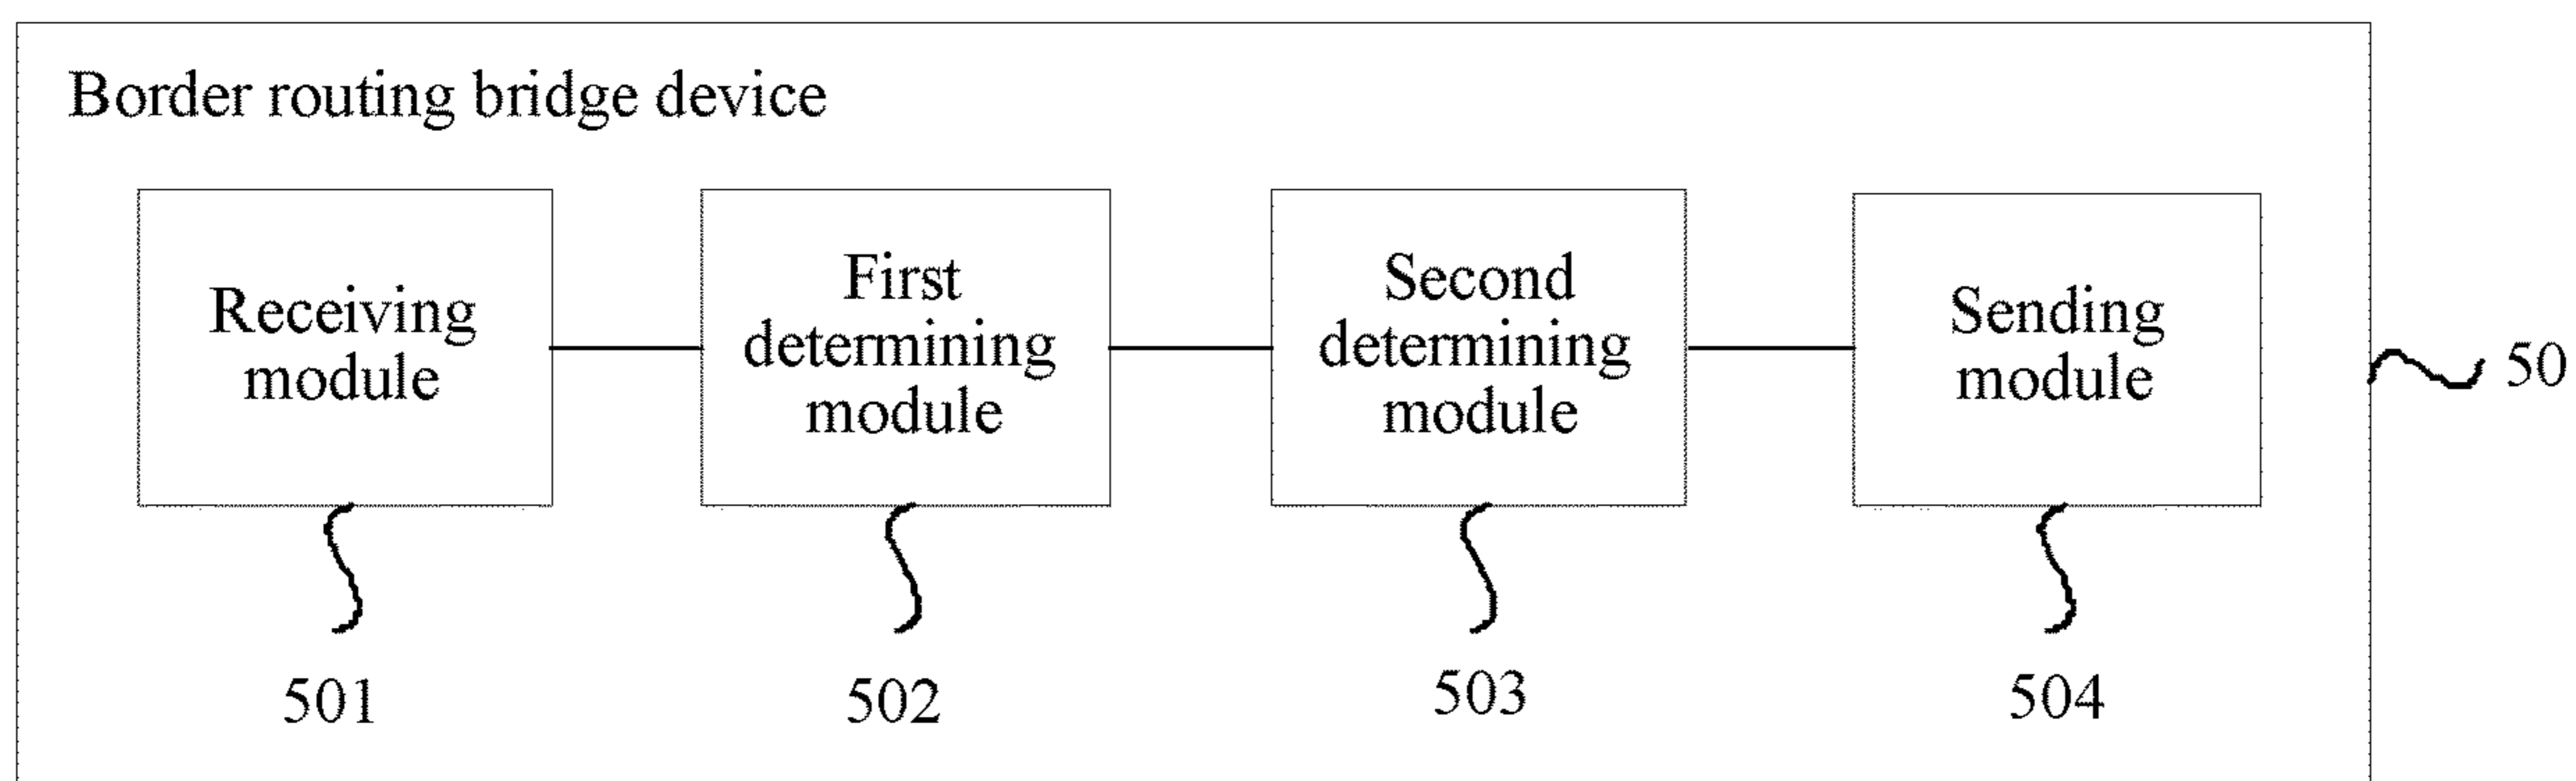 Border routing bridge device
Receiving
module
First
determining
module
Second
determining
module
Sending
module
50
501
502
503
504